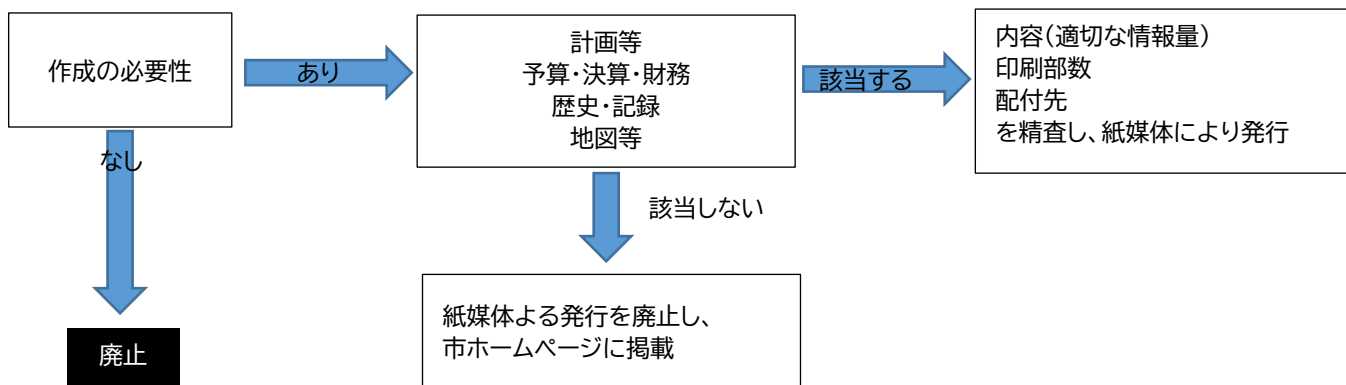 作成の必要性
あり
計画等
予算・決算・財務
歴史・記録
地図等
該当する
内容(適切な情報量)
印刷部数
配付先
を精査し、紙媒体により発行
なし
該当しない
廃止
紙媒体よる発行を廃止し、
市ホームページに掲載